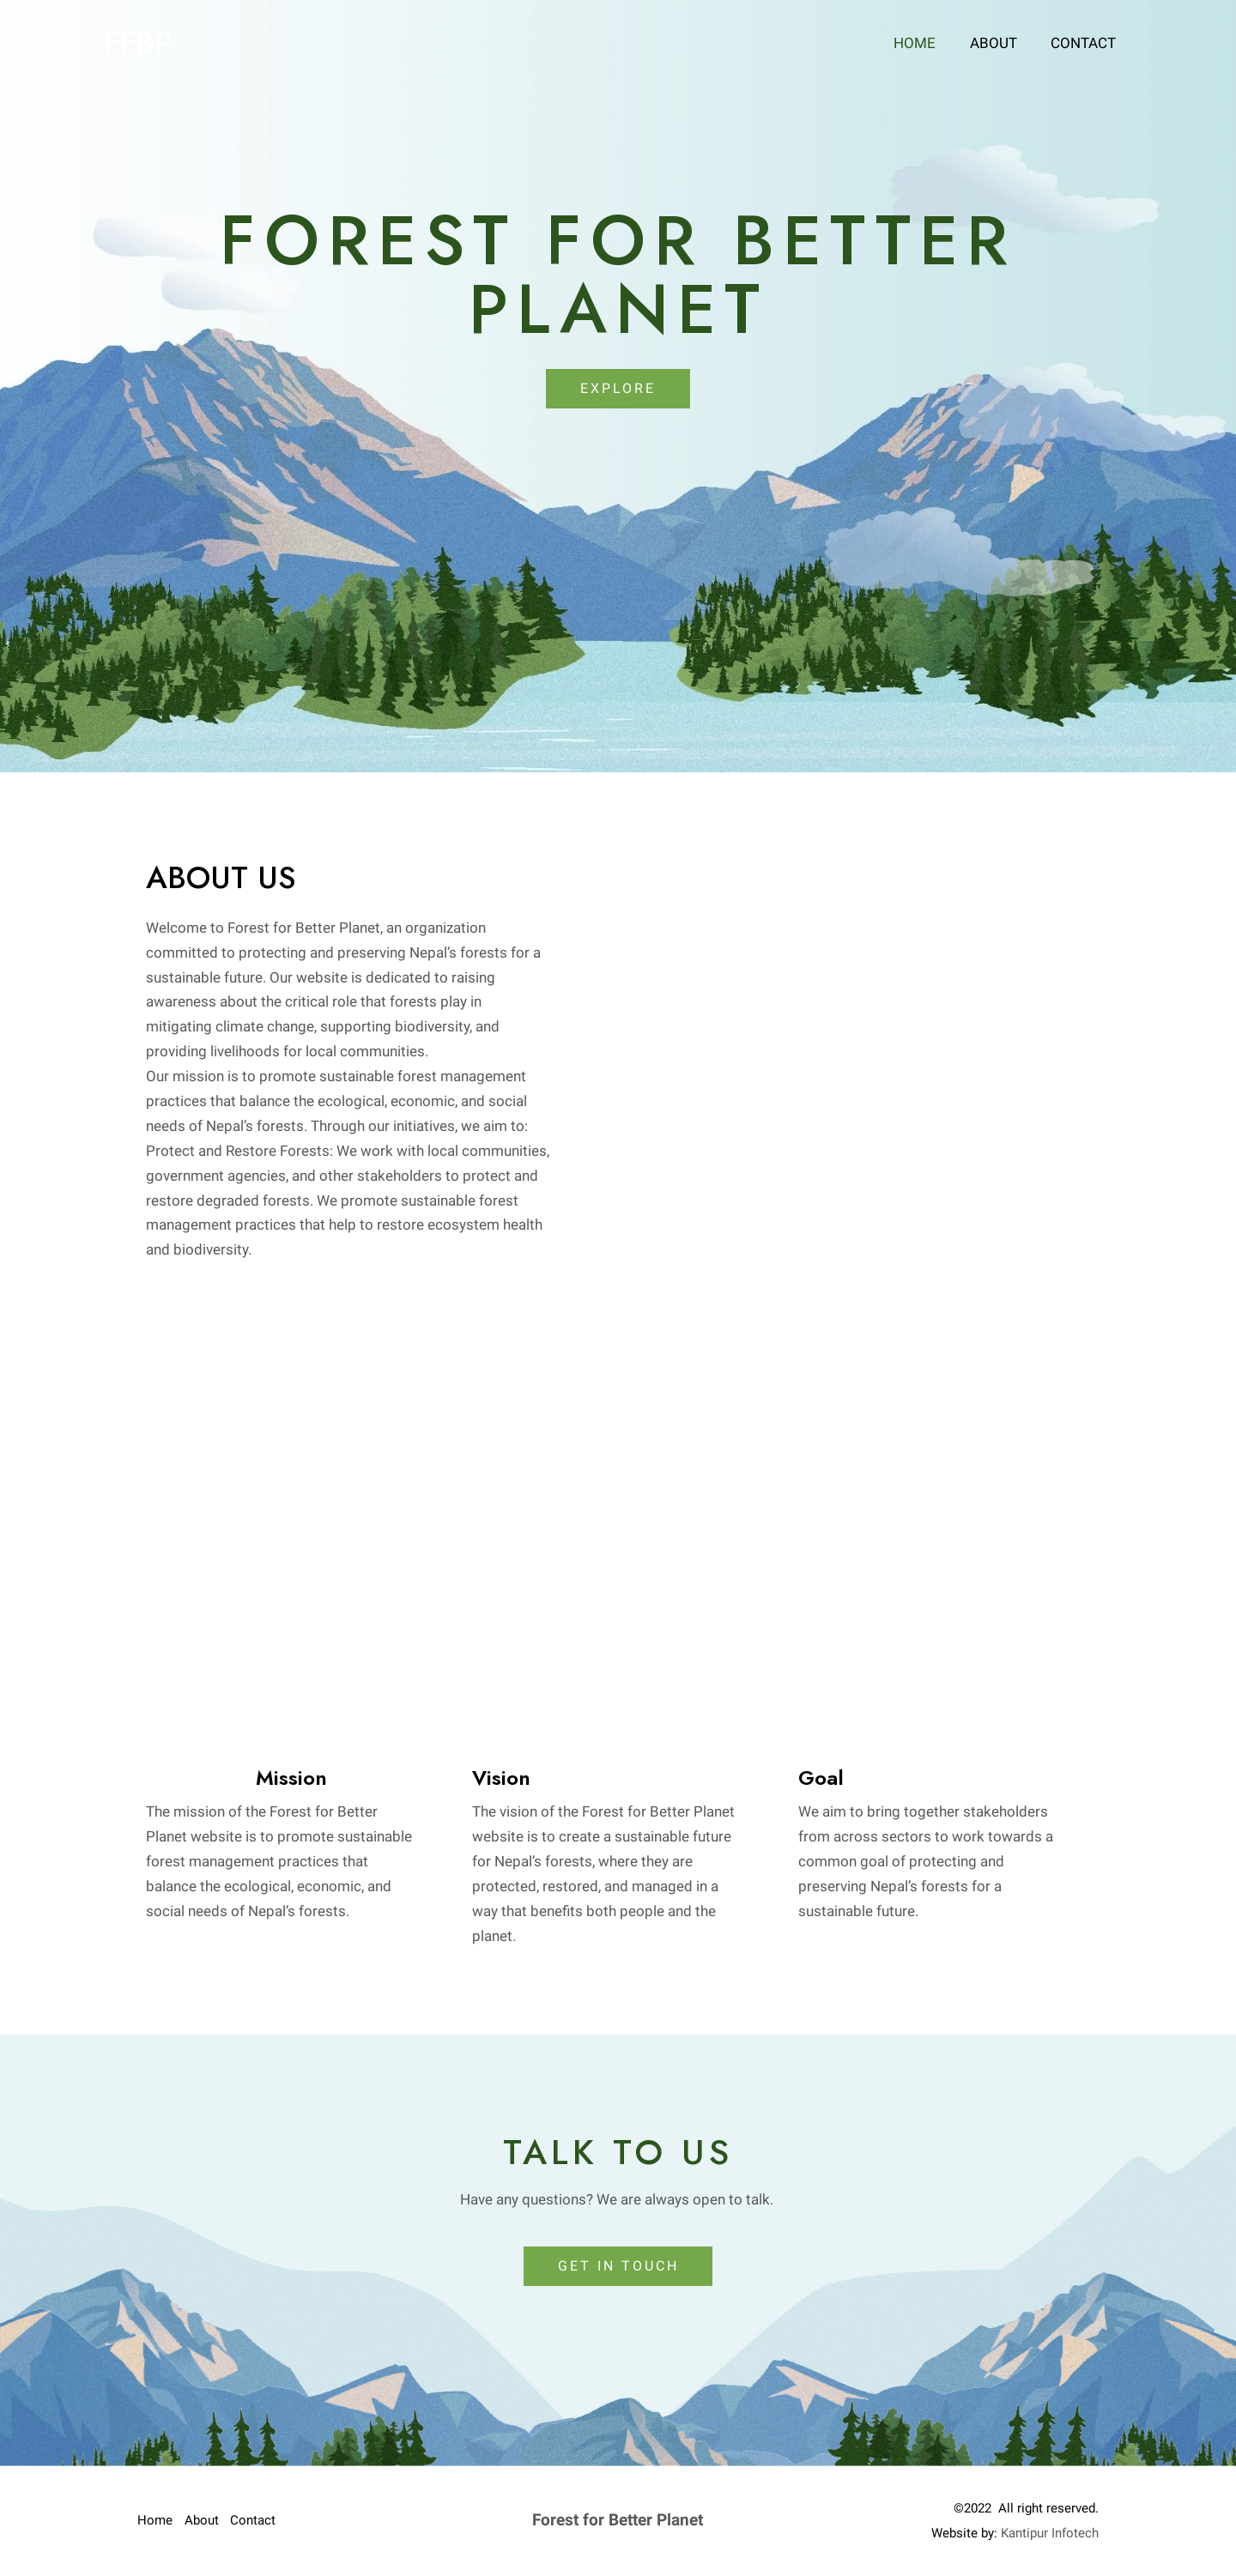 FFBP
HOME ABOUT CONTACT
FOREST FOR BETTER
PLANET
EXPLORE
ABOUT US
Welcome to Forest for Better Planet, an organization
committed to protecting and preserving Nepal’s forests for a
sustainable future. Our website is dedicated to raising
awareness about the critical role that forests play in
mitigating climate change, supporting biodiversity, and
providing livelihoods for local communities.
Our mission is to promote sustainable forest management
practices that balance the ecological, economic, and social
needs of Nepal’s forests. Through our initiatives, we aim to:
Protect and Restore Forests: We work with local communities,
government agencies, and other stakeholders to protect and
restore degraded forests. We promote sustainable forest
management practices that help to restore ecosystem health
and biodiversity.
Mission
The mission of the Forest for Better
Planet website is to promote sustainable
forest management practices that
balance the ecological, economic, and
social needs of Nepal’s forests.
Vision
The vision of the Forest for Better Planet
website is to create a sustainable future
for Nepal’s forests, where they are
protected, restored, and managed in a
way that benefits both people and the
planet.
Goal
We aim to bring together stakeholders
from across sectors to work towards a
common goal of protecting and
preserving Nepal’s forests for a
sustainable future.
TALK TO US
Have any questions? We are always open to talk.
GET IN TOUCH
Home About Contact
Forest for Better Planet
©2022 All right reserved.
Website by: Kantipur Infotech